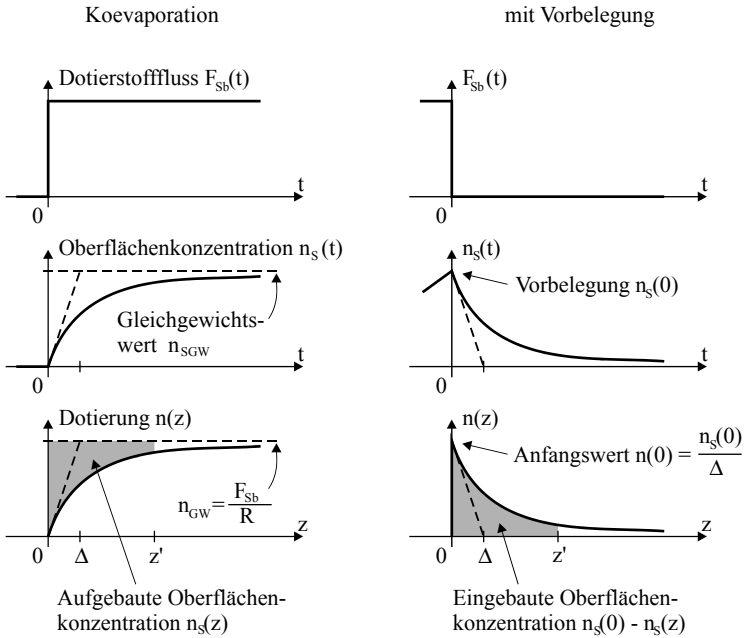 Koevaporation
mit Vorbelegung
Dotierstofffluss F_Sb(t)
t
0
F_Sb(t)
t
0
Oberflächenkonzentration n_S(t)
Gleichgewichts-
wert n_SGW
t
0
n_S(t)
Vorbelegung n_S(0)
t
0 Δ
Dotierung n(z)
n_GW = F_Sb / R
z
0 Δ z'
Aufgebaute Oberflächen-
konzentration n_S(z)
n(z)
Anfangswert n(0) = n_S(0) / Δ
z
0 Δ z'
Eingebaute Oberflächen-
konzentration n_S(0) - n_S(z)